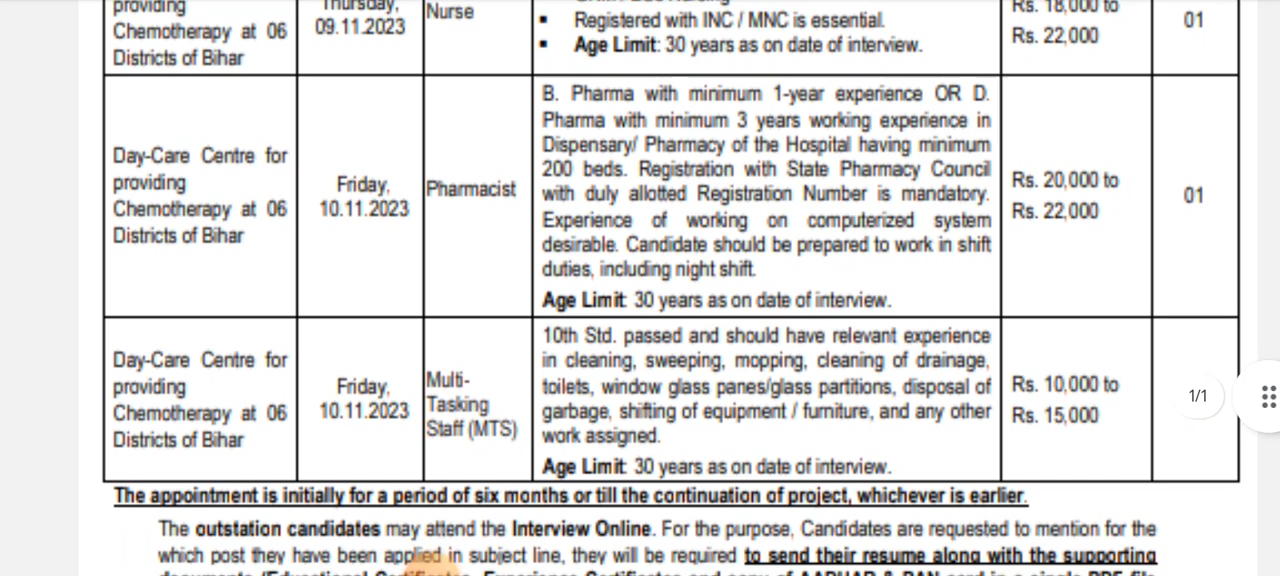 providing
Chemotherapy at 06
Districts of Bihar
Thursday,
09.11.2023
Nurse
▪ Registered with INC / MNC is essential.
▪ Age Limit: 30 years as on date of interview.
Rs. 18,000 to
Rs. 22,000
01
Day-Care Centre for
providing
Chemotherapy at 06
Districts of Bihar
Friday,
10.11.2023
Pharmacist
B. Pharma with minimum 1-year experience OR D.
Pharma with minimum 3 years working experience in
Dispensary/ Pharmacy of the Hospital having minimum
200 beds. Registration with State Pharmacy Council
with duly allotted Registration Number is mandatory.
Experience of working on computerized system
desirable. Candidate should be prepared to work in shift
duties, including night shift.
Age Limit: 30 years as on date of interview.
Rs. 20,000 to
Rs. 22,000
01
Day-Care Centre for
providing
Chemotherapy at 06
Districts of Bihar
Friday,
10.11.2023
Multi-
Tasking
Staff (MTS)
10th Std. passed and should have relevant experience
in cleaning, sweeping, mopping, cleaning of drainage,
toilets, window glass panes/glass partitions, disposal of
garbage, shifting of equipment / furniture, and any other
work assigned.
Age Limit: 30 years as on date of interview.
Rs. 10,000 to
Rs. 15,000
1/1
The appointment is initially for a period of six months or till the continuation of project, whichever is earlier.
The outstation candidates may attend the Interview Online. For the purpose, Candidates are requested to mention for the
which post they have been applied in subject line, they will be required to send their resume along with the supporting